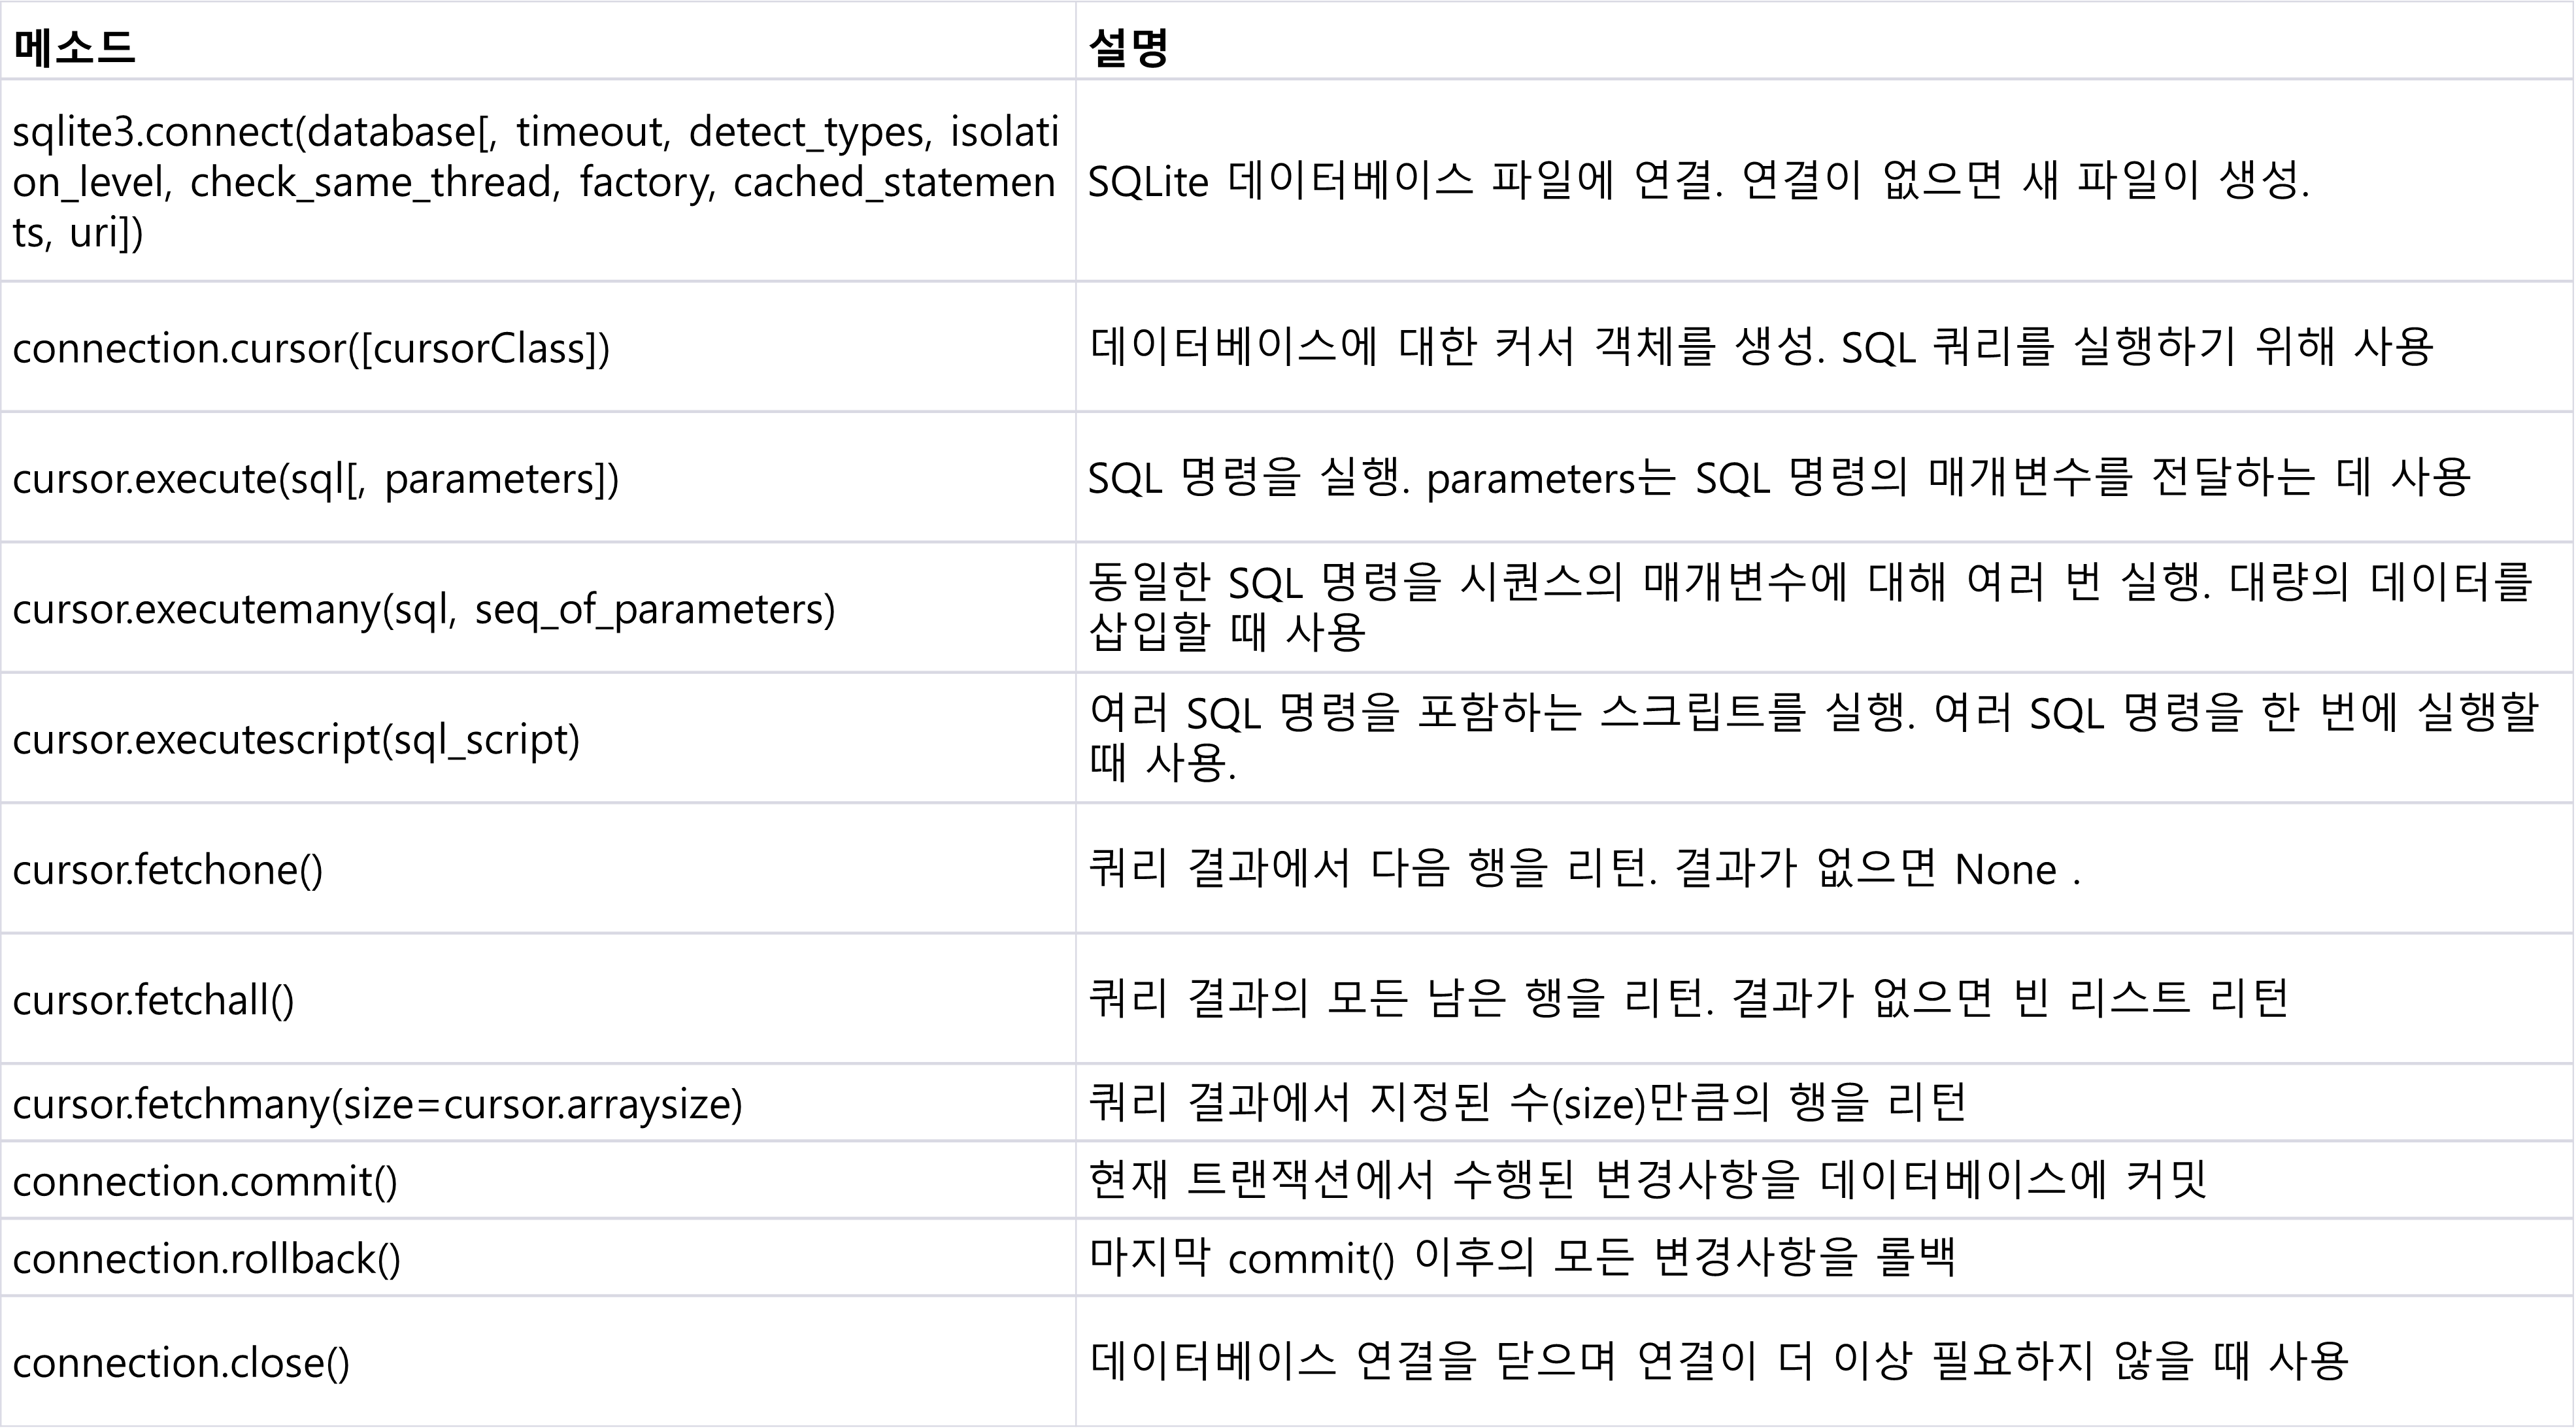 메소드
설명
sqlite3.connect(database[, timeout, detect_types, isolati
on_level, check_same_thread, factory, cached_statemen
ts, uri])
SQLite 데이터베이스 파일에 연결. 연결이 없으면 새 파일이 생성.
connection.cursor([cursorClass])
데이터베이스에 대한 커서 객체를 생성. SQL 쿼리를 실행하기 위해 사용
cursor.execute(sql[, parameters])
SQL 명령을 실행. parameters는 SQL 명령의 매개변수를 전달하는 데 사용
cursor.executemany(sql, seq_of_parameters)
동일한 SQL 명령을 시퀀스의 매개변수에 대해 여러 번 실행. 대량의 데이터를
삽입할 때 사용
cursor.executescript(sql_script)
여러 SQL 명령을 포함하는 스크립트를 실행. 여러 SQL 명령을 한 번에 실행할
때 사용.
cursor.fetchone()
쿼리 결과에서 다음 행을 리턴. 결과가 없으면 None .
cursor.fetchall()
쿼리 결과의 모든 남은 행을 리턴. 결과가 없으면 빈 리스트 리턴
cursor.fetchmany(size=cursor.arraysize)
쿼리 결과에서 지정된 수(size)만큼의 행을 리턴
connection.commit()
현재 트랜잭션에서 수행된 변경사항을 데이터베이스에 커밋
connection.rollback()
마지막 commit() 이후의 모든 변경사항을 롤백
connection.close()
데이터베이스 연결을 닫으며 연결이 더 이상 필요하지 않을 때 사용